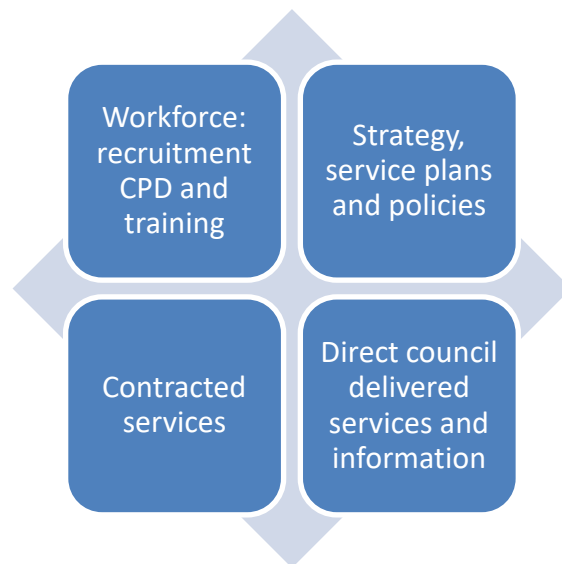 Workforce:
recruitment
CPD and
training
Strategy,
service plans
and policies
Contracted
services
Direct council
delivered
services and
information